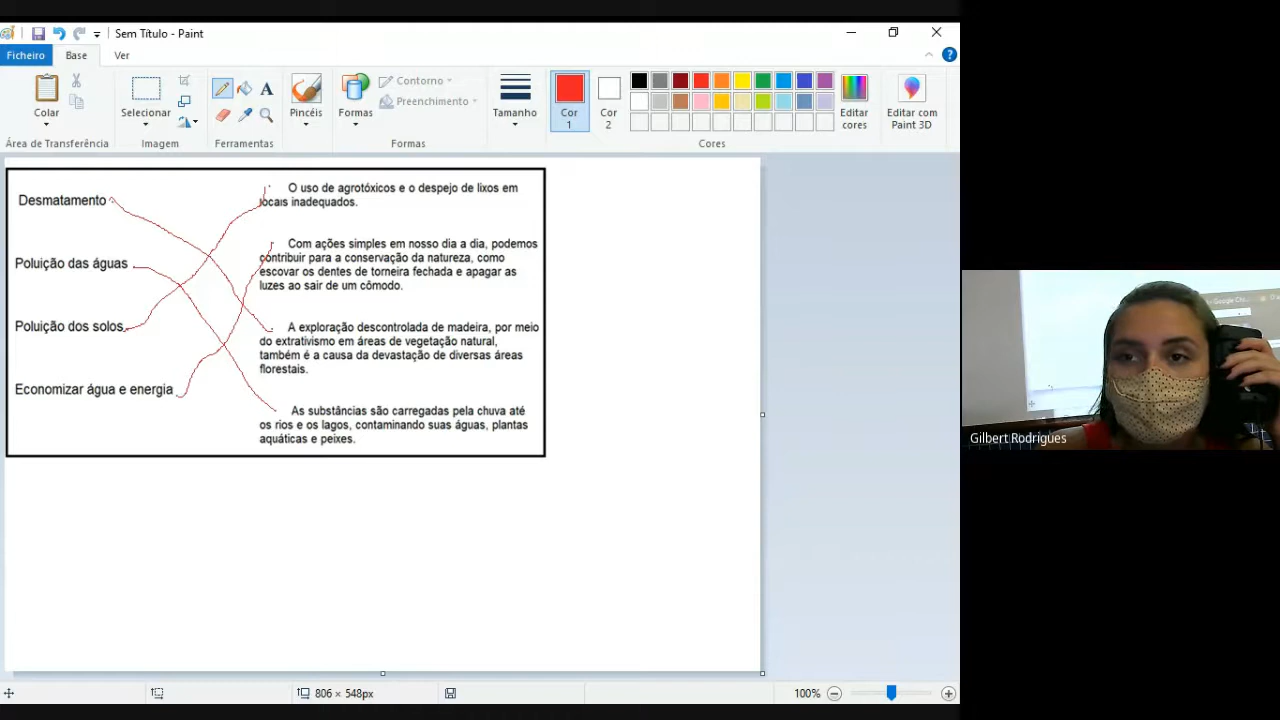 Sem Título - Paint
Ficheiro Base Ver
Colar
Selecionar
A
Pincéis
Formas
Contorno
Preenchimento
Tamanho
Cor 1
Cor 2
Editar cores
Editar com Paint 3D
Área de Transferência
Imagem
Ferramentas
Formas
Cores
Desmatamento
Poluição das águas
Poluição dos solos
Economizar água e energia
O uso de agrotóxicos e o despejo de lixos em
locais inadequados.
Com ações simples em nosso dia a dia, podemos
contribuir para a conservação da natureza, como
escovar os dentes de torneira fechada e apagar as
luzes ao sair de um cômodo.
A exploração descontrolada de madeira, por meio
do extrativismo em áreas de vegetação natural,
também é a causa da devastação de diversas áreas
florestais.
As substâncias são carregadas pela chuva até
os rios e os lagos, contaminando suas águas, plantas
aquáticas e peixes.
806 × 548px
100%
Gilbert Rodrigues